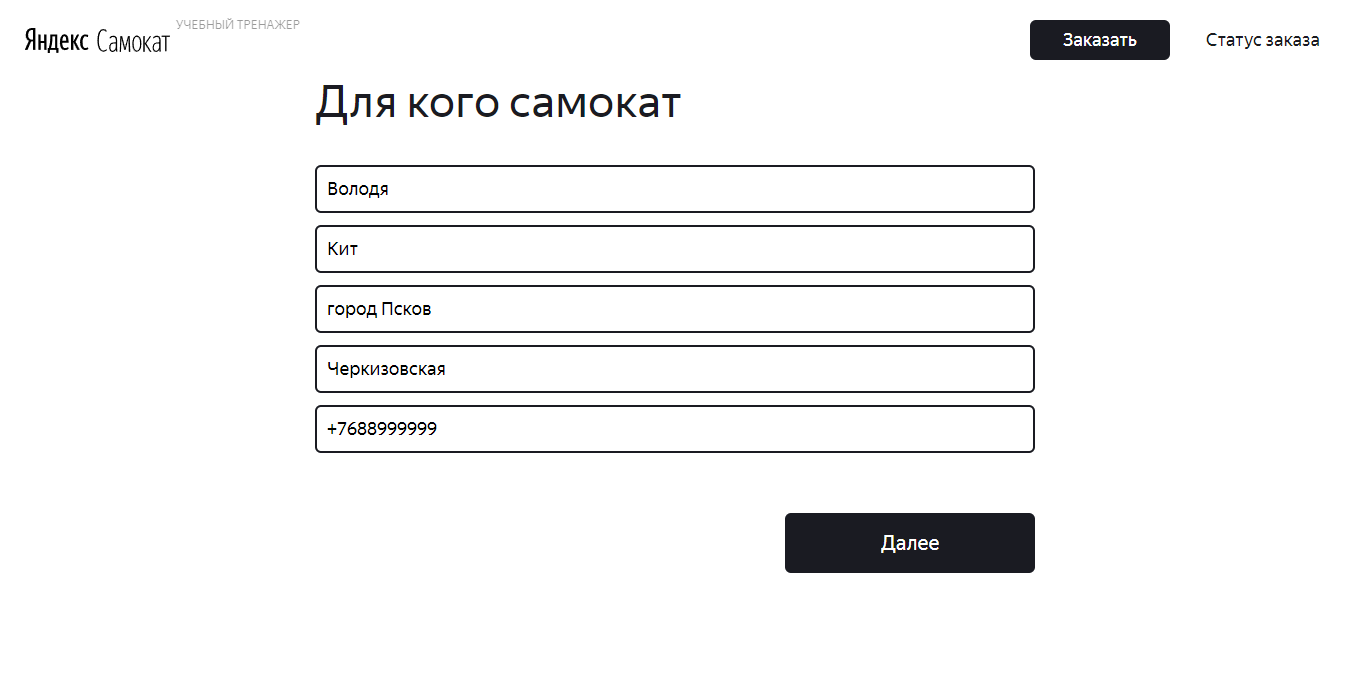 Яндекс Самокат
УЧЕБНЫЙ ТРЕНАЖЕР
Заказать
Статус заказа
Для кого самокат
Володя
Кит
город Псков
Черкизовская
+7688999999
Далее